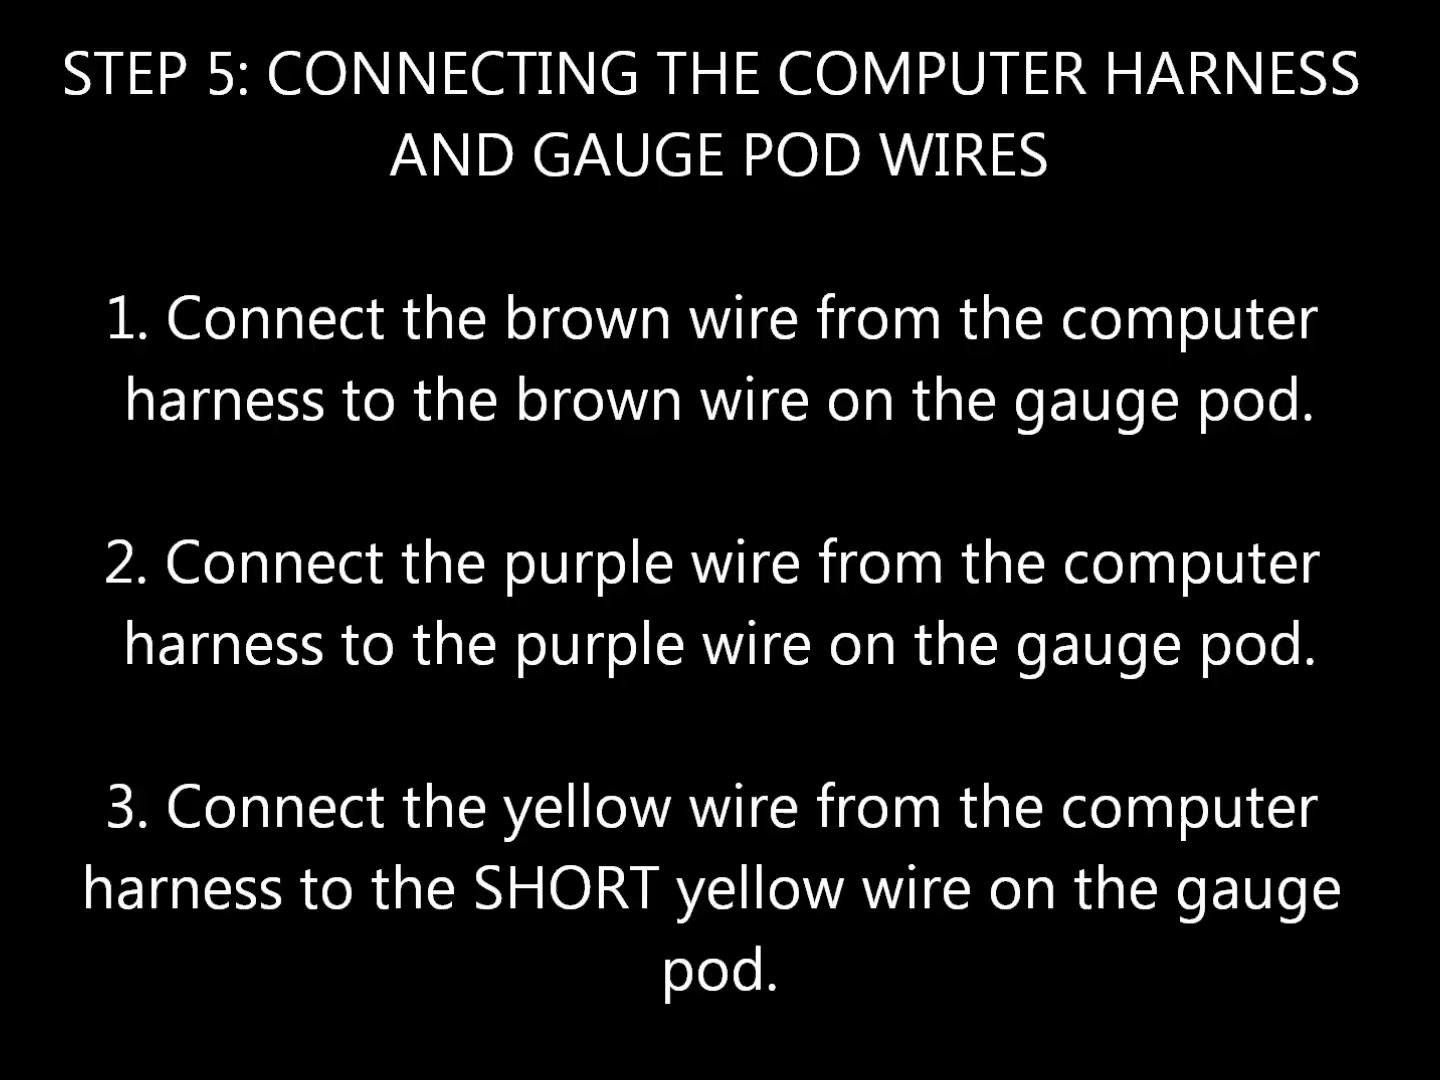 STEP 5: CONNECTING THE COMPUTER HARNESS
AND GAUGE POD WIRES
1. Connect the brown wire from the computer
harness to the brown wire on the gauge pod.
2. Connect the purple wire from the computer
harness to the purple wire on the gauge pod.
3. Connect the yellow wire from the computer
harness to the SHORT yellow wire on the gauge
pod.